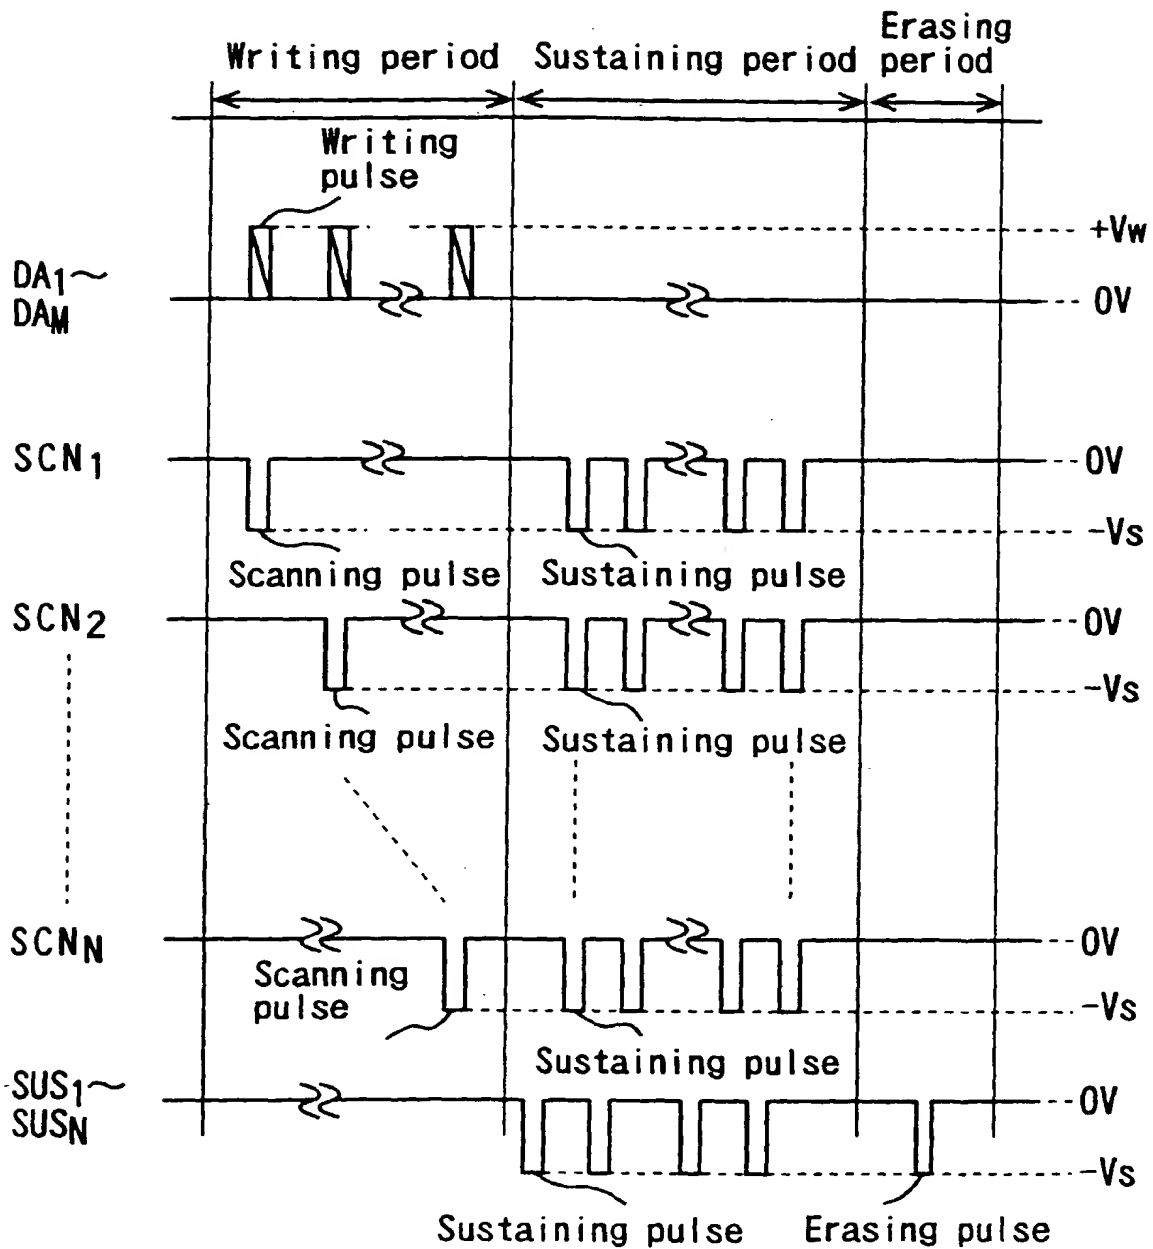 Erasing
Writing period Sustaining period period
Writing
pulse
+Vw
DA1~
DAM
0V
SCN1
0V
-Vs
Scanning pulse Sustaining pulse
SCN2
0V
-Vs
Scanning pulse Sustaining pulse
SCNN
0V
Scanning
pulse
-Vs
Sustaining pulse
SUS1~
SUSN
0V
-Vs
Sustaining pulse Erasing pulse